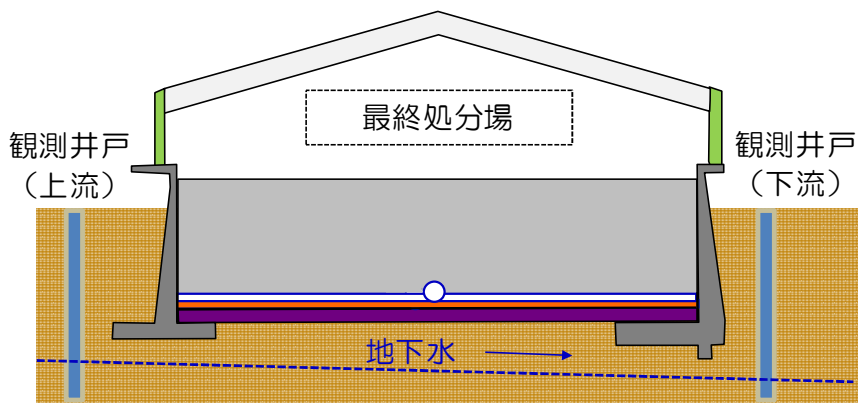 最終処分場
観測井戸
（上流）
観測井戸
（下流）
地下水